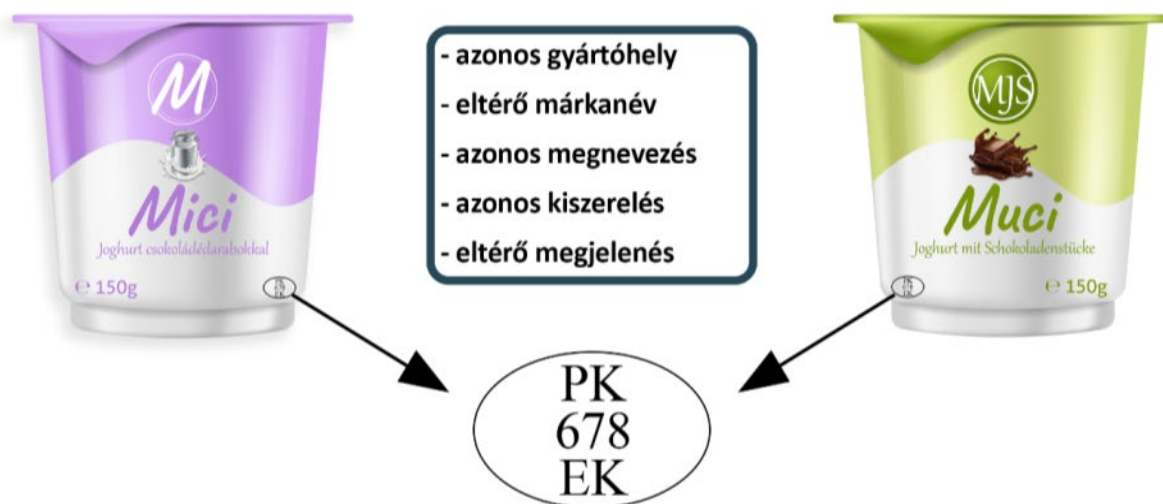 M
Mici
Joghurt csokoládédarabokkal
℮ 150g
- azonos gyártóhely
- eltérő márkanév
- azonos megnevezés
- azonos kiszerelés
- eltérő megjelenés
MJS
Muci
Joghurt mit Schokoladenstücke
℮ 150g
PK
678
EK